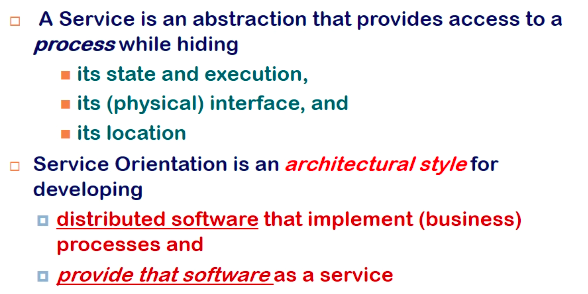 A Service is an abstraction that provides access to a
process while hiding
its state and execution,
its (physical) interface, and
its location
Service Orientation is an architectural style for
developing
distributed software that implement (business)
processes and
provide that software as a service